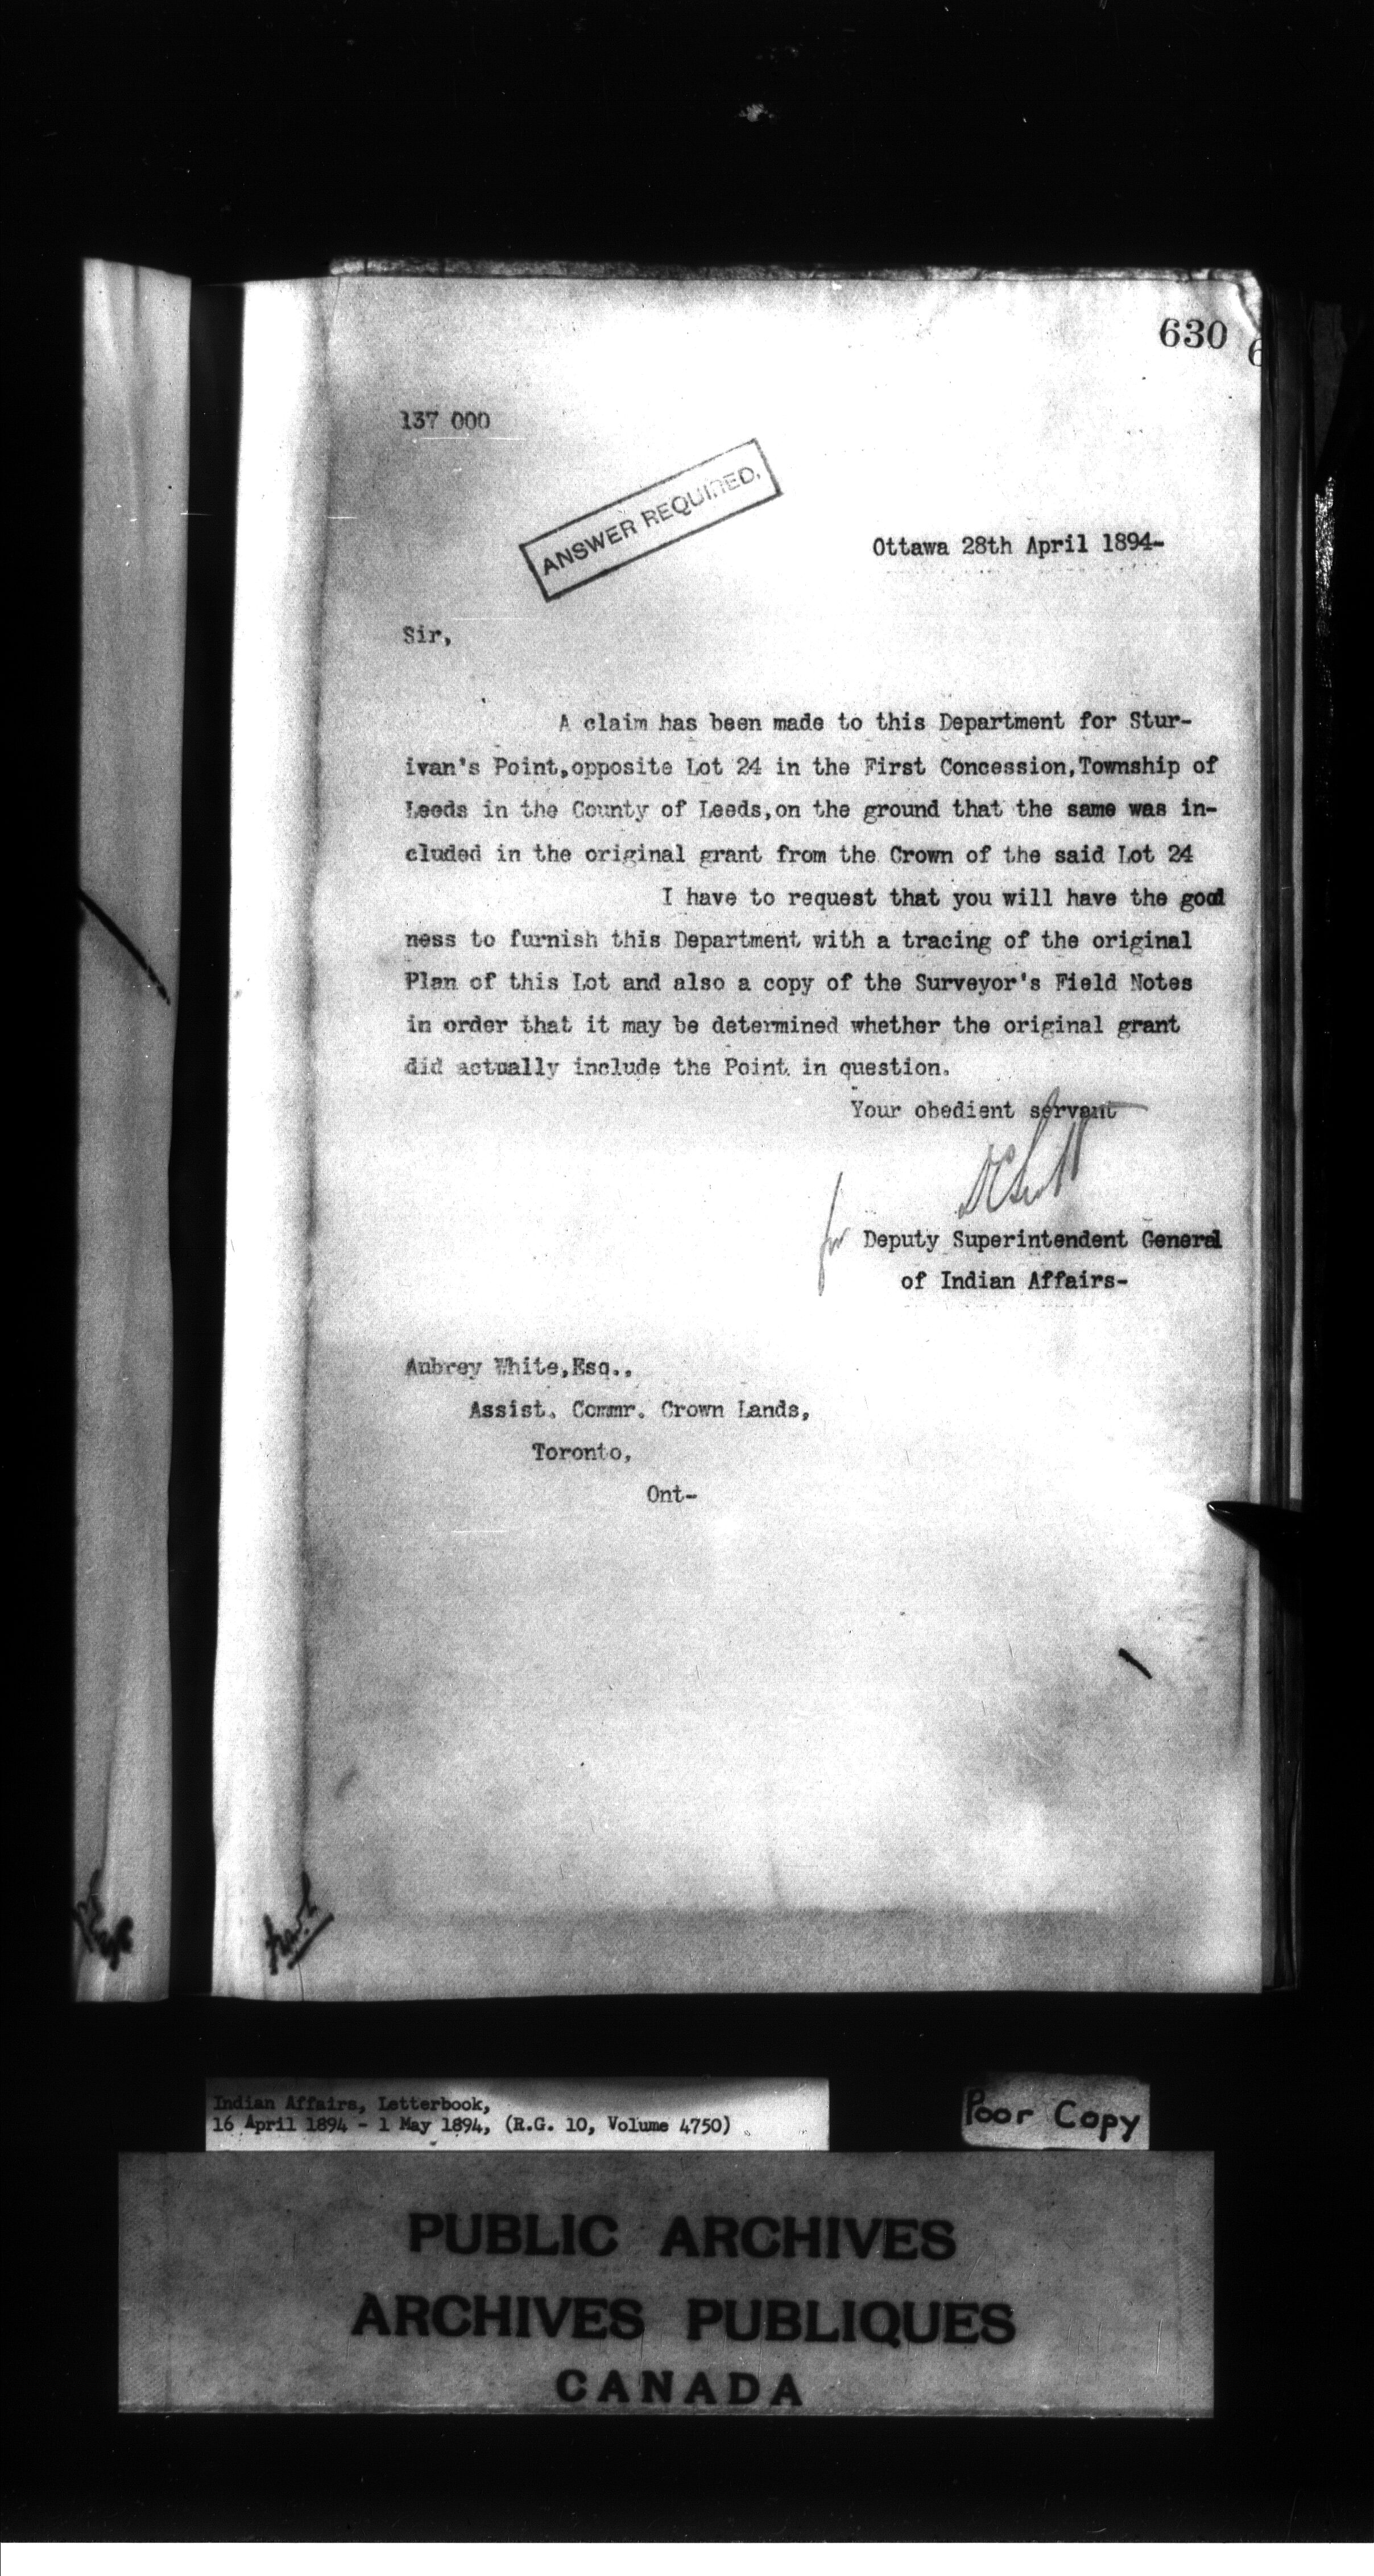 630
137 000
ANSWER REQUIRED.
Ottawa 28th April 1894-
Sir,
A claim has been made to this Department for Stur-
ivan's Point,opposite Lot 24 in the First Concession,Township of
Leeds in the County of Leeds,on the ground that the same was in-
cluded in the original grant from the Crown of the said Lot 24
I have to request that you will have the good
ness to furnish this Department with a tracing of the original
Plan of this Lot and also a copy of the Surveyor's Field Notes
in order that it may be determined whether the original grant
did actually include the Point in question.
Your obedient servant
D C Scott
for Deputy Superintendent General
of Indian Affairs-
Aubrey White,Esq.,
Assist. Commr. Crown Lands,
Toronto,
Ont-
Indian Affairs, Letterbook,
16 April 1894 - 1 May 1894, (R.G. 10, Volume 4750)
Poor Copy
PUBLIC ARCHIVES
ARCHIVES PUBLIQUES
CANADA